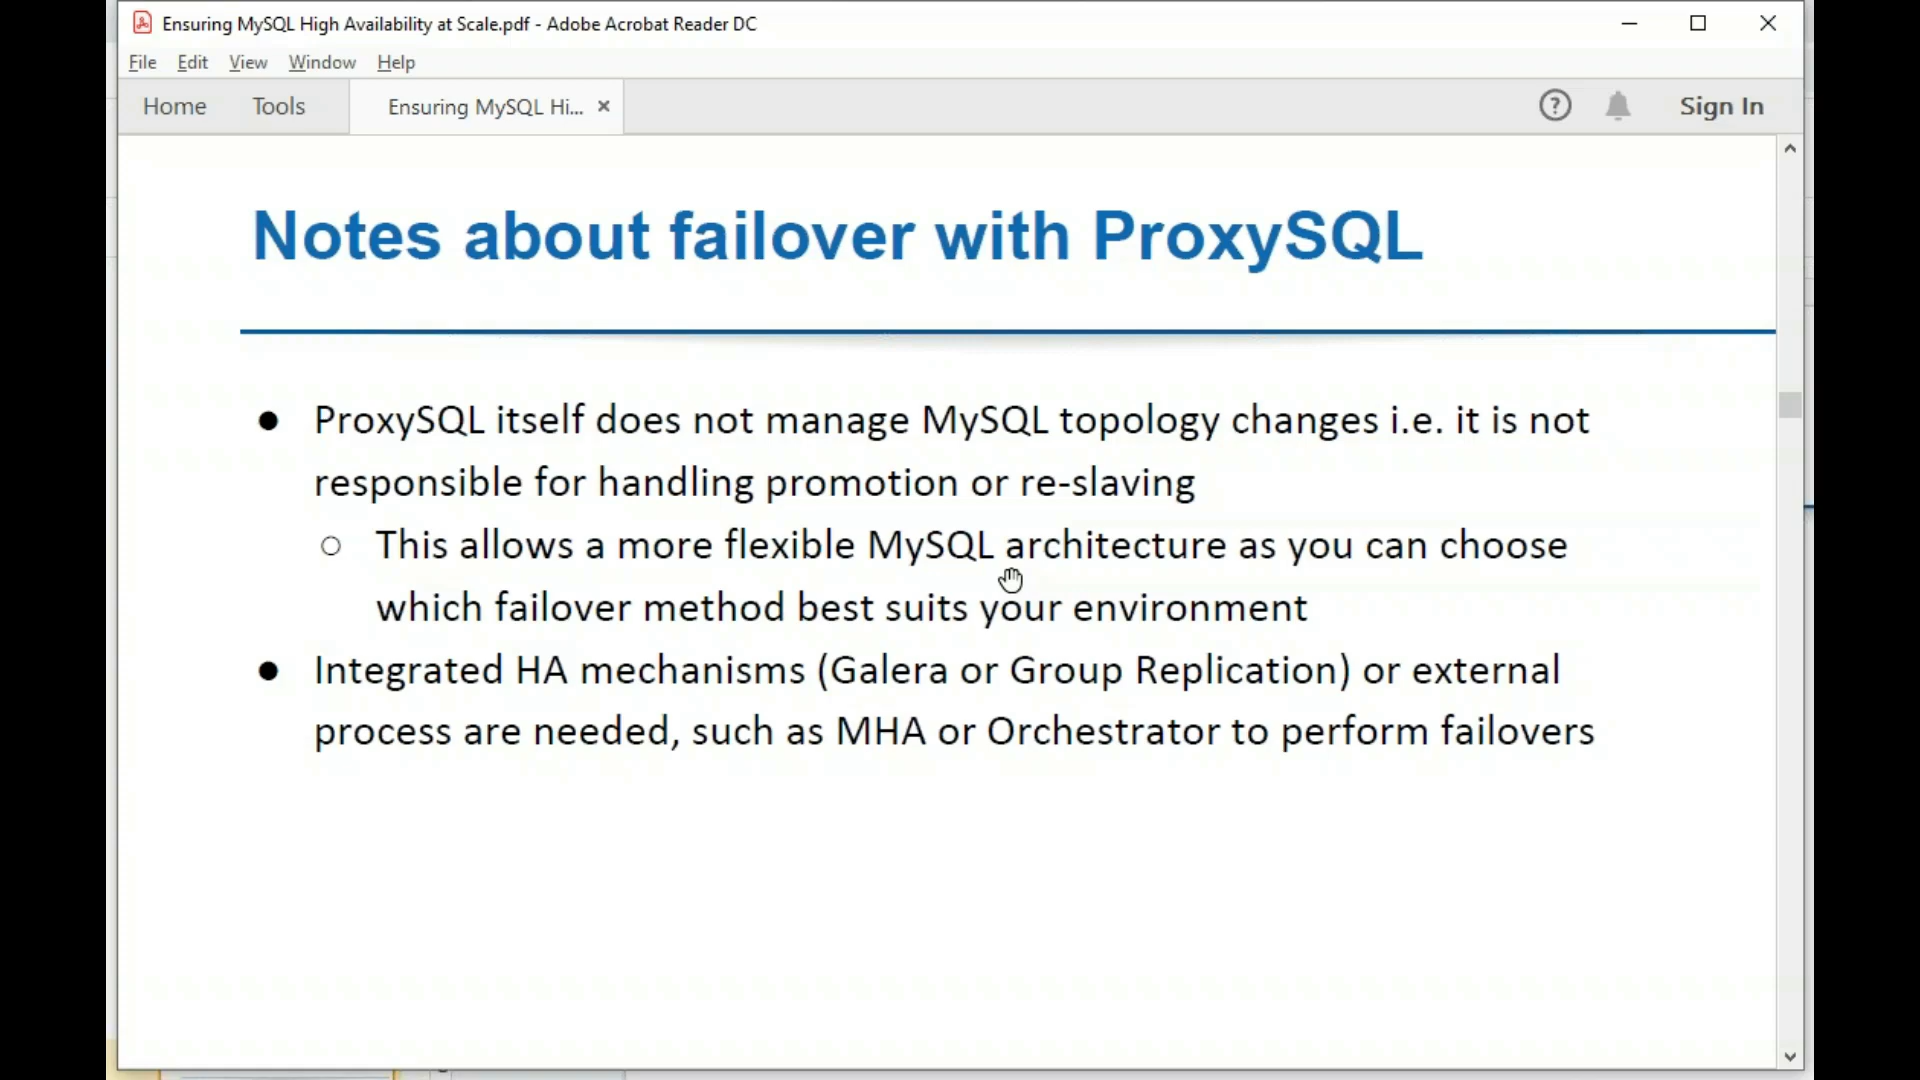 Ensuring MySQL High Availability at Scale.pdf - Adobe Acrobat Reader DC
File Edit View Window Help
Home Tools Ensuring MySQL Hi... Sign In
Notes about failover with ProxySQL
● ProxySQL itself does not manage MySQL topology changes i.e. it is not
responsible for handling promotion or re-slaving
○ This allows a more flexible MySQL architecture as you can choose
which failover method best suits your environment
● Integrated HA mechanisms (Galera or Group Replication) or external
process are needed, such as MHA or Orchestrator to perform failovers